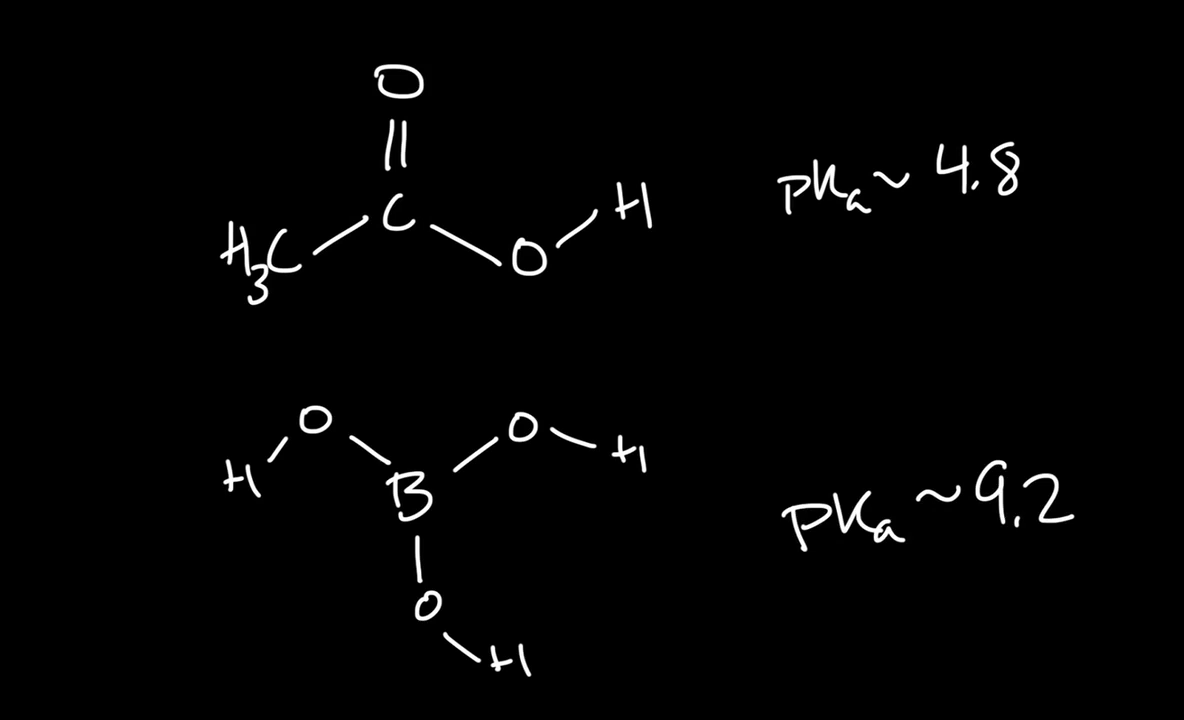 O
||
H₃C – C – O – H
pKₐ ~ 4.8
H – O – B – O – H
|
O – H
pKₐ ~ 9.2